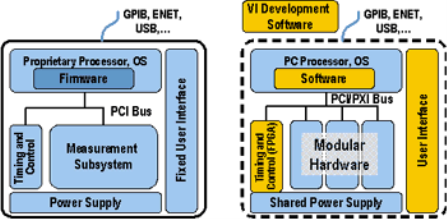 GPIB, ENET,
USB,...
Proprietary Processor, OS
Firmware
PCI Bus
Timing and
Control
Measurement
Subsystem
Fixed User Interface
Power Supply
VI Development
Software
GPIB, ENET,
USB,...
PC Processor, OS
Software
PCI/PXI Bus
Timing and
Control (FPGA)
Modular
Hardware
User Interface
Shared Power Supply